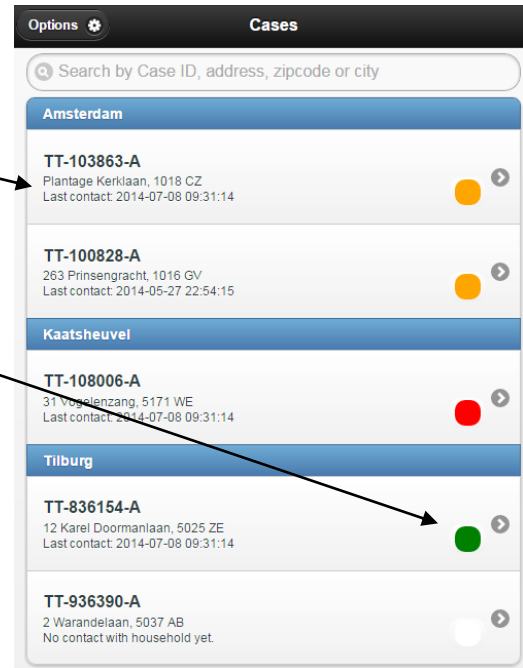 Options
Cases
Search by Case ID, address, zipcode or city
Amsterdam
TT-103863-A
Plantage Kerklaan, 1018 CZ
Last contact: 2014-07-08 09:31:14
TT-100828-A
263 Prinsengracht, 1016 GV
Last contact: 2014-05-27 22:54:15
Kaatsheuvel
TT-108006-A
31 Vogelenzang, 5171 WE
Last contact: 2014-07-08 09:31:14
Tilburg
TT-836154-A
12 Karel Doormanlaan, 5025 ZE
Last contact: 2014-07-08 09:31:14
TT-936390-A
2 Warandelaan, 5037 AB
No contact with household yet.